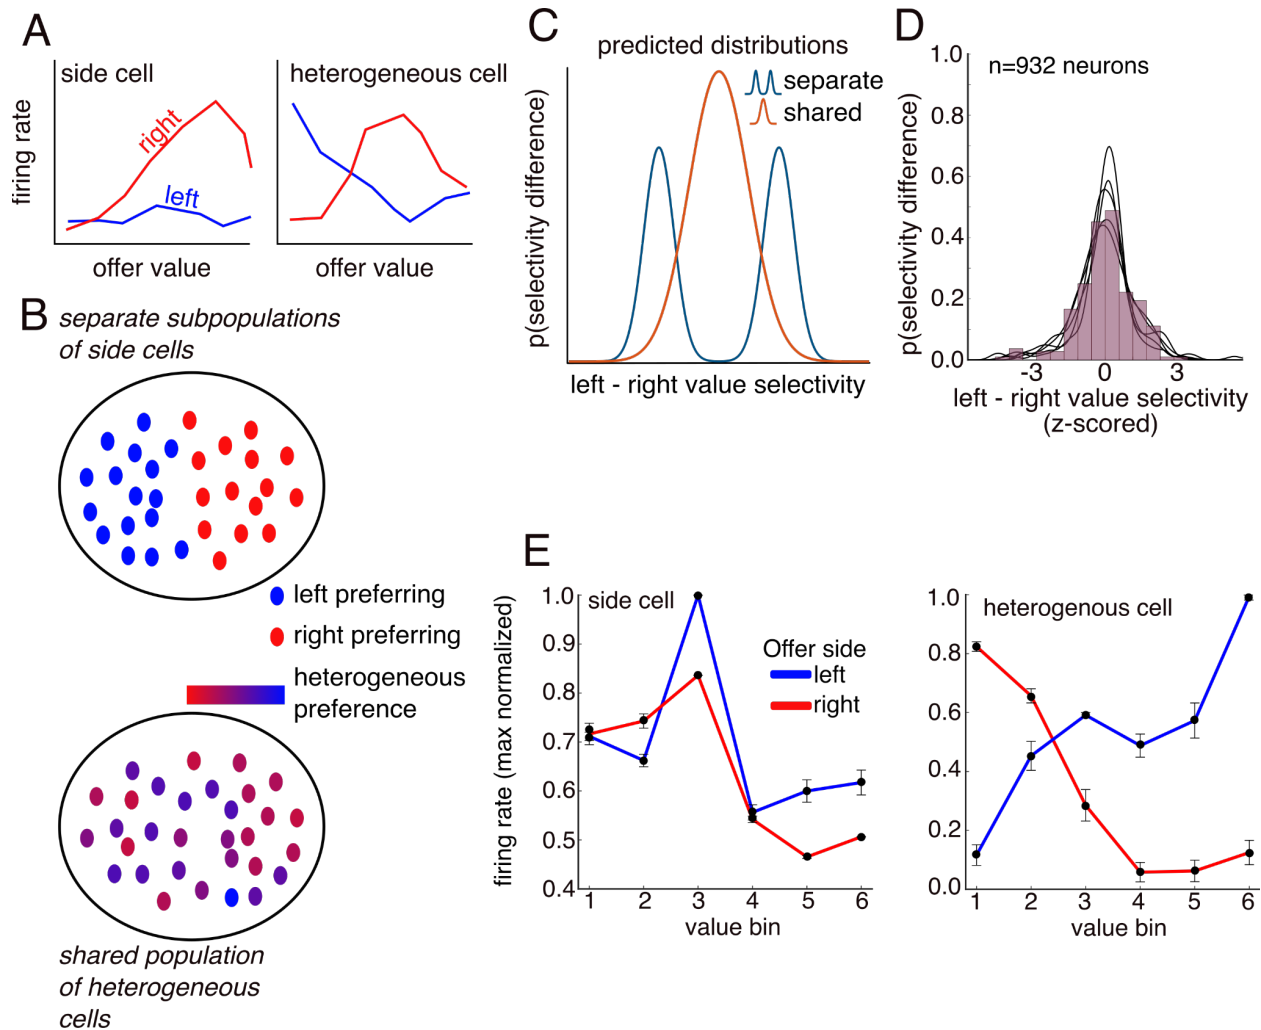 A
side cell
heterogeneous cell
firing rate
right
left
offer value
offer value
B
separate subpopulations
of side cells
left preferring
right preferring
heterogeneous
preference
shared population
of heterogeneous
cells
C
predicted distributions
separate
shared
p(selectivity difference)
left - right value selectivity
D
n=932 neurons
p(selectivity difference)
1.0
0.8
0.6
0.4
0.2
0.0
-3 0 3
left - right value selectivity
(z-scored)
E
side cell
firing rate (max normalized)
1.0
0.9
0.8
0.7
0.6
0.5
0.4
Offer side
left
right
1 2 3 4 5 6
value bin
heterogenous cell
1.0
0.8
0.6
0.4
0.2
0.0
1 2 3 4 5 6
value bin